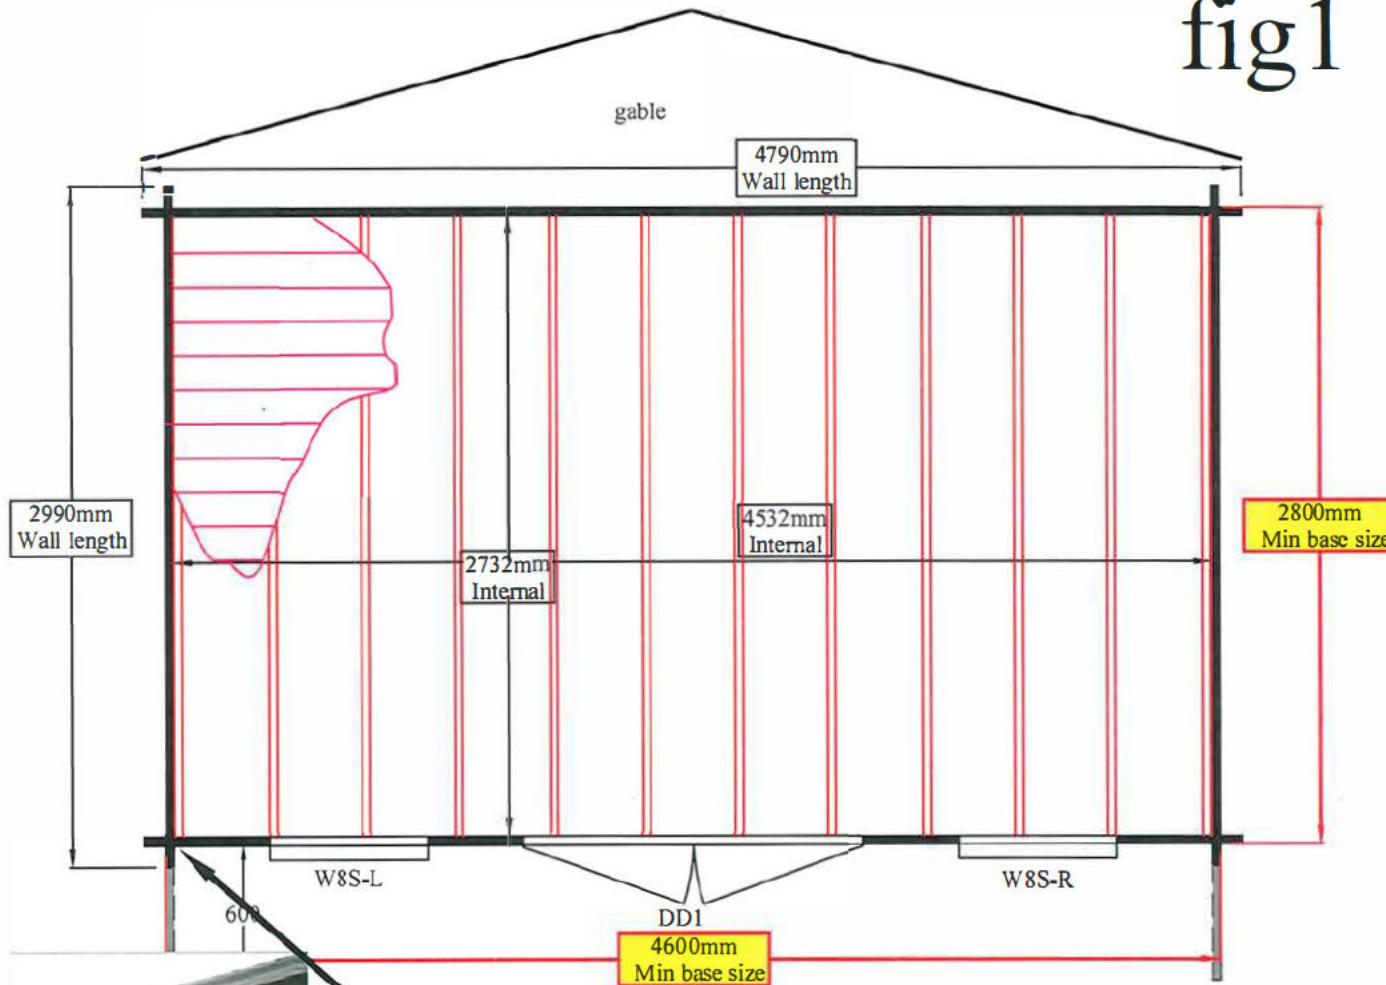 fig1
gable
4790mm
Wall length
2990mm
Wall length
4532mm
Internal
2732mm
Internal
2800mm
Min base size
W8S-L
W8S-R
600
DD1
4600mm
Min base size